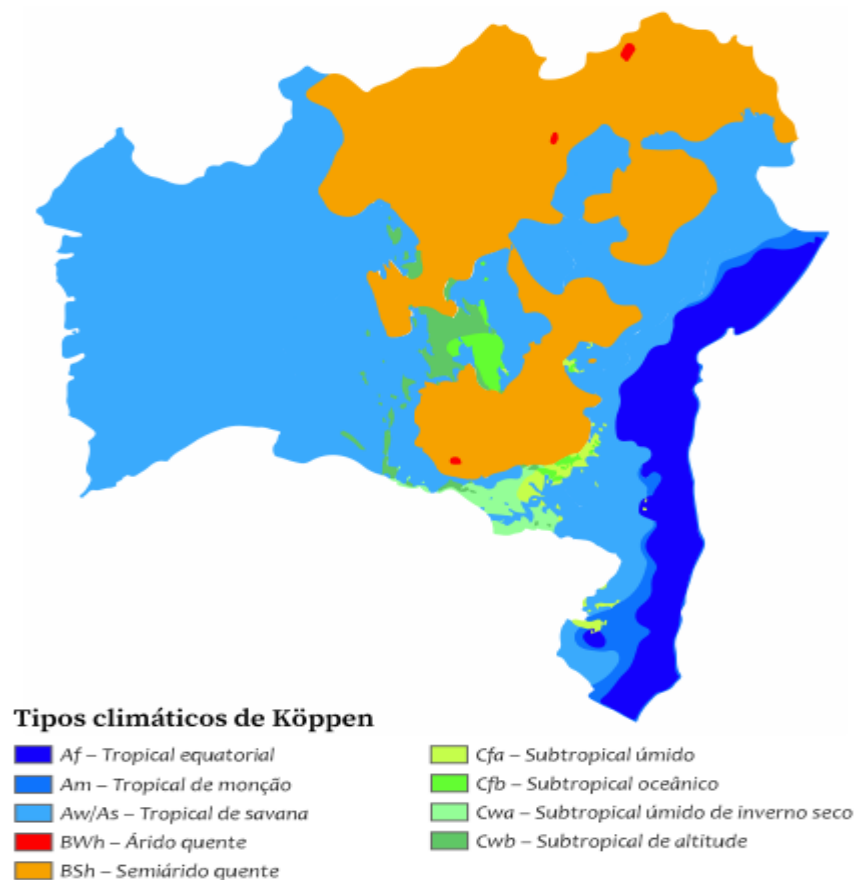 Tipos climáticos de Köppen
Af – Tropical equatorial
Am – Tropical de monção
Aw/As – Tropical de savana
BWh – Árido quente
BSh – Semiárido quente
Cfa – Subtropical úmido
Cfb – Subtropical oceânico
Cwa – Subtropical úmido de inverno seco
Cwb – Subtropical de altitude